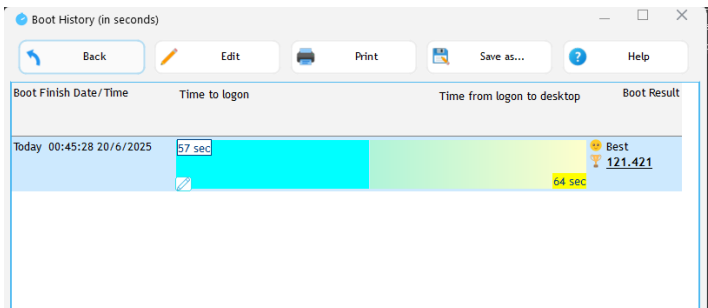 Boot History (in seconds)
Back Edit Print Save as... Help
Boot Finish Date/Time Time to logon Time from logon to desktop Boot Result
Today 00:45:28 20/6/2025 57 sec 64 sec Best
121.421